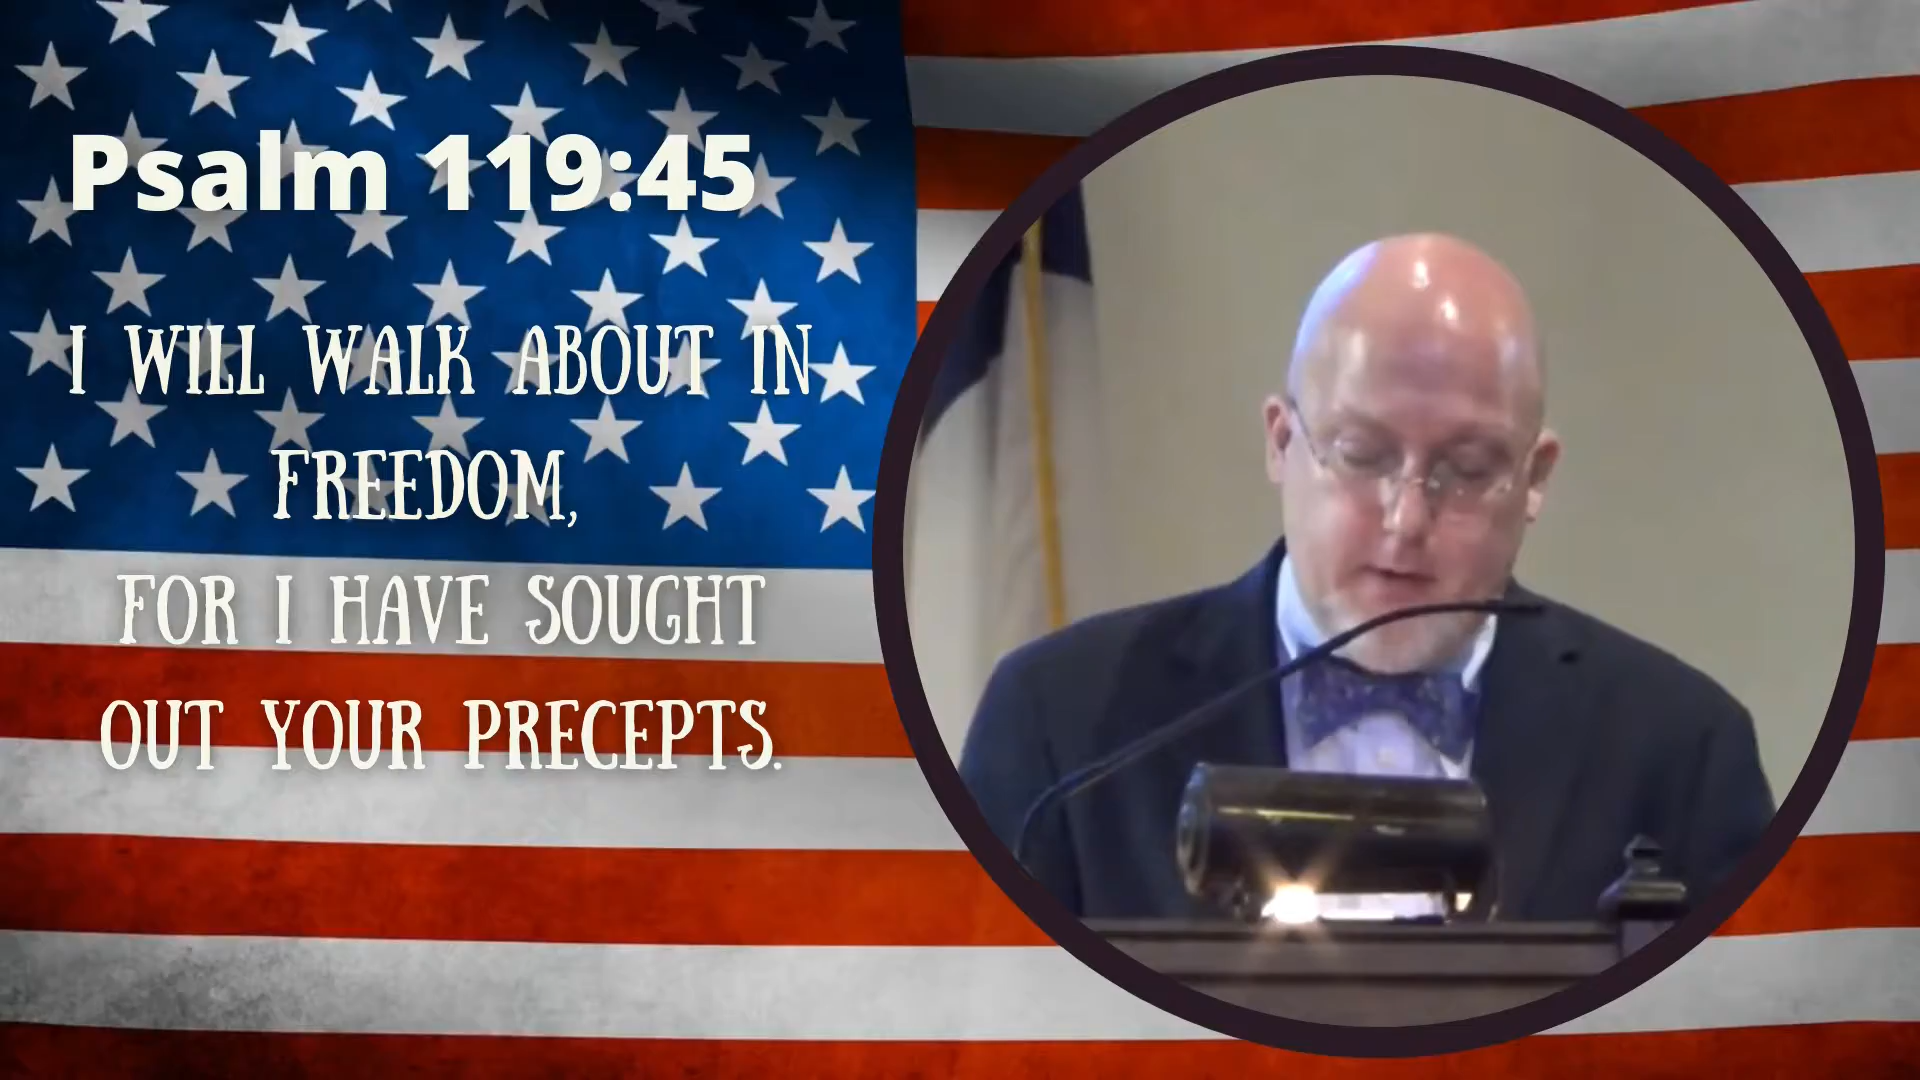 Psalm 119:45
I WILL WALK ABOUT IN
FREEDOM,
FOR I HAVE SOUGHT
OUT YOUR PRECEPTS.